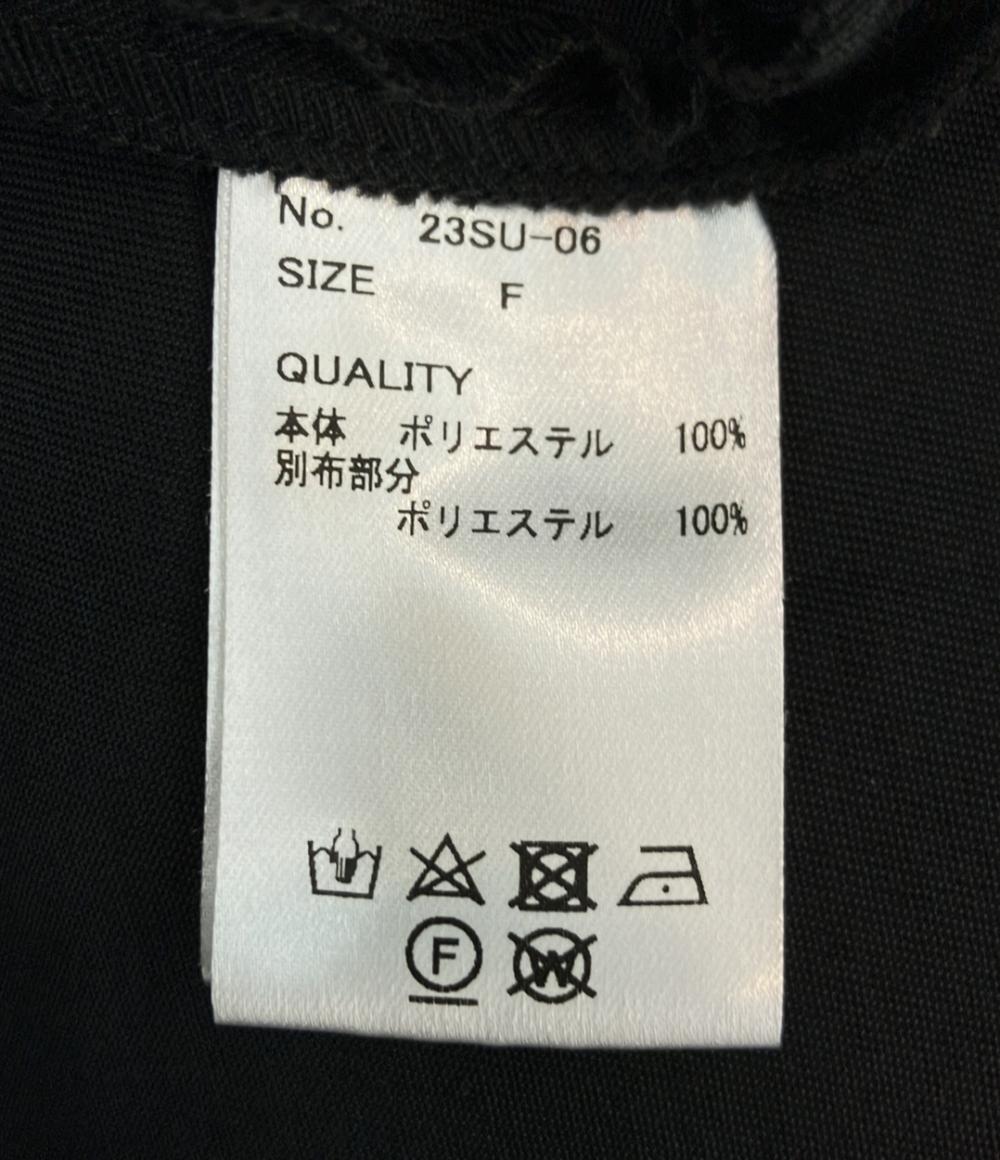 No. 23SU-06
SIZE F
QUALITY
本体 ポリエステル 100%
別布部分
ポリエステル 100%
F W